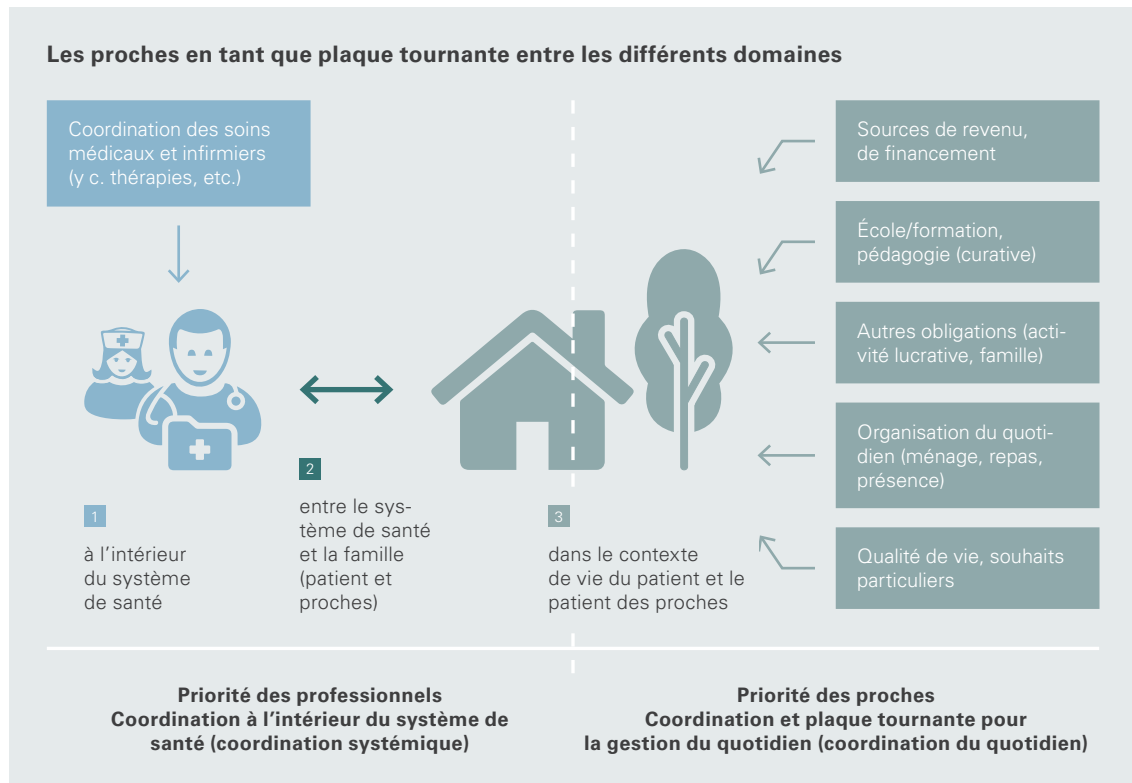 Les proches en tant que plaque tournante entre les différents domaines
Coordination des soins
médicaux et infirmiers
(y c. thérapies, etc.)
Sources de revenu,
de financement
École/formation,
pédagogie (curative)
Autres obligations (acti-
vité lucrative, famille)
Organisation du quoti-
dien (ménage, repas,
présence)
Qualité de vie, souhaits
particuliers
1
à l’intérieur
du système
de santé
2
entre le sys-
tème de santé
et la famille
(patient et
proches)
3
dans le contexte
de vie du patient et le
patient des proches
Priorité des professionnels
Coordination à l’intérieur du système de
santé (coordination systémique)
Priorité des proches
Coordination et plaque tournante pour
la gestion du quotidien (coordination du quotidien)